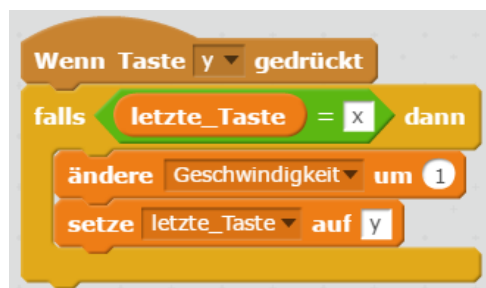 Wenn Taste y gedrückt
falls letzte_Taste = x dann
ändere Geschwindigkeit um 1
setze letzte_Taste auf y